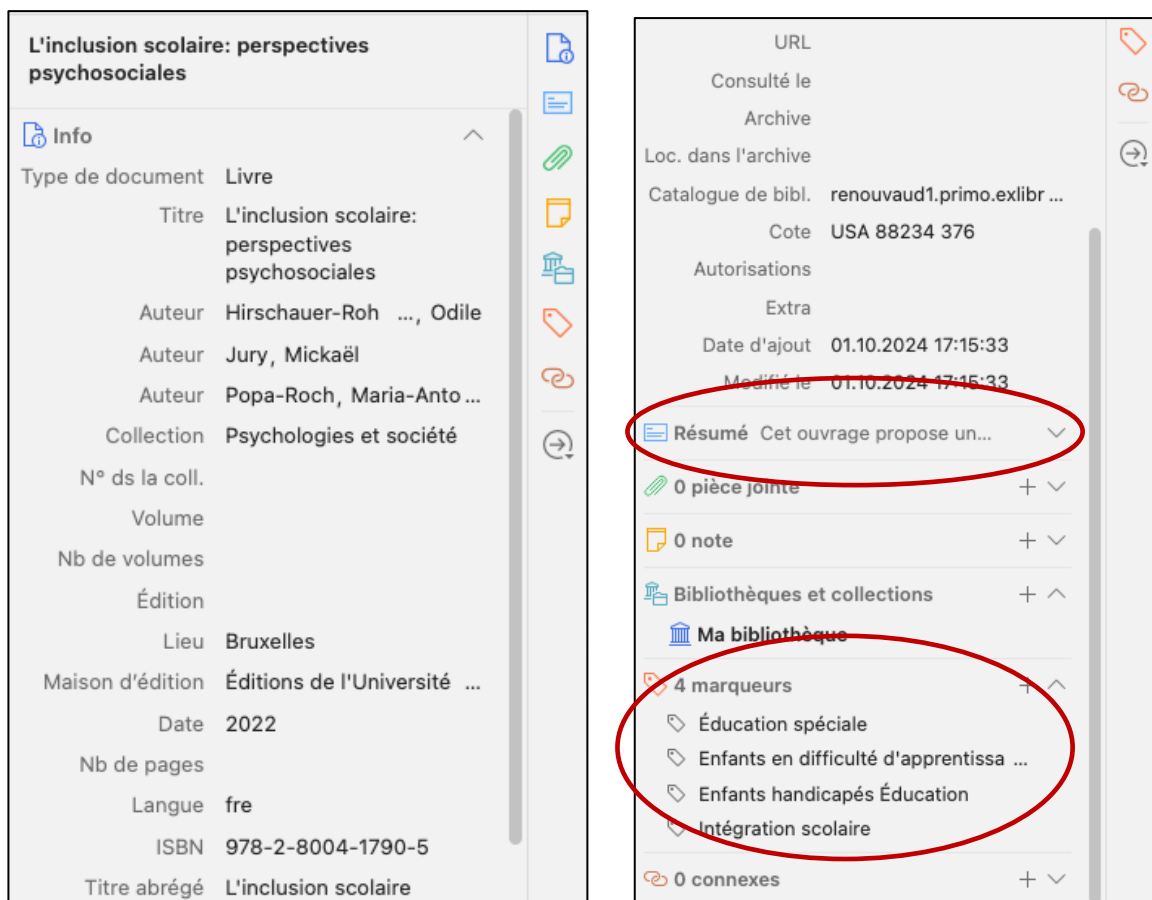 L'inclusion scolaire: perspectives
psychosociales
Info
Type de document Livre
Titre L'inclusion scolaire:
perspectives
psychosociales
Auteur Hirschauer-Roh ..., Odile
Auteur Jury, Mickaël
Auteur Popa-Roch, Maria-Anto ...
Collection Psychologies et société
N° ds la coll.
Volume
Nb de volumes
Édition
Lieu Bruxelles
Maison d'édition Éditions de l'Université ...
Date 2022
Nb de pages
Langue fre
ISBN 978-2-8004-1790-5
Titre abrégé L'inclusion scolaire
URL
Consulté le
Archive
Loc. dans l'archive
Catalogue de bibl. renouvaud1.primo.exlibr ...
Cote USA 88234 376
Autorisations
Extra
Date d'ajout 01.10.2024 17:15:33
Modifié le 01.10.2024 17:15:33
Résumé Cet ouvrage propose un...
0 pièce jointe
0 note
Bibliothèques et collections
Ma bibliothèque
4 marqueurs
Éducation spéciale
Enfants en difficulté d'apprentissa ...
Enfants handicapés Éducation
Intégration scolaire
0 connexes